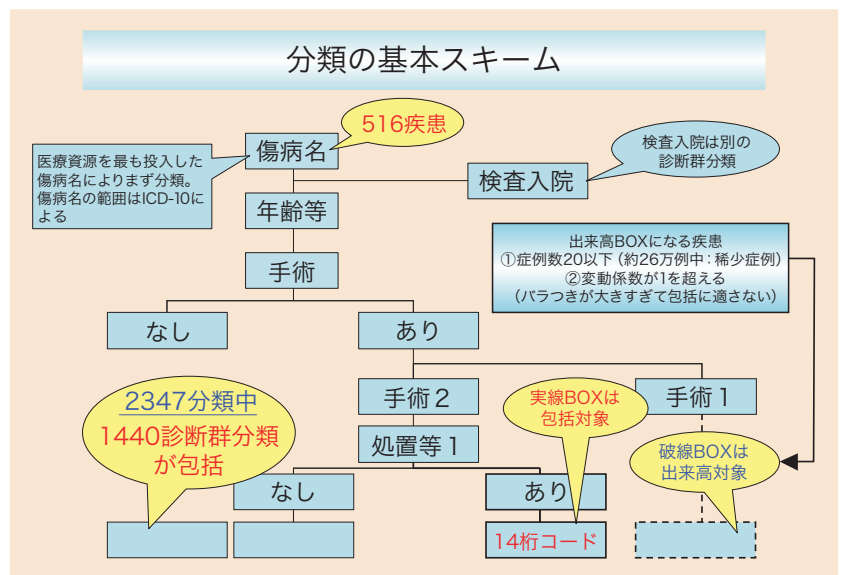 分類の基本スキーム
516疾患
医療資源を最も投入した
傷病名によりまず分類。
傷病名の範囲はICD-10に
よる
傷病名
検査入院は別の
診断群分類
検査入院
年齢等
出来高BOXになる疾患
①症例数20以下（約26万例中：稀少症例）
②変動係数が1を超える
（バラつきが大きすぎて包括に適さない）
手術
なし
あり
2347分類中
1440診断群分類
が包括
手術２
実線BOXは
包括対象
手術１
処置等１
破線BOXは
出来高対象
なし
あり
14桁コード